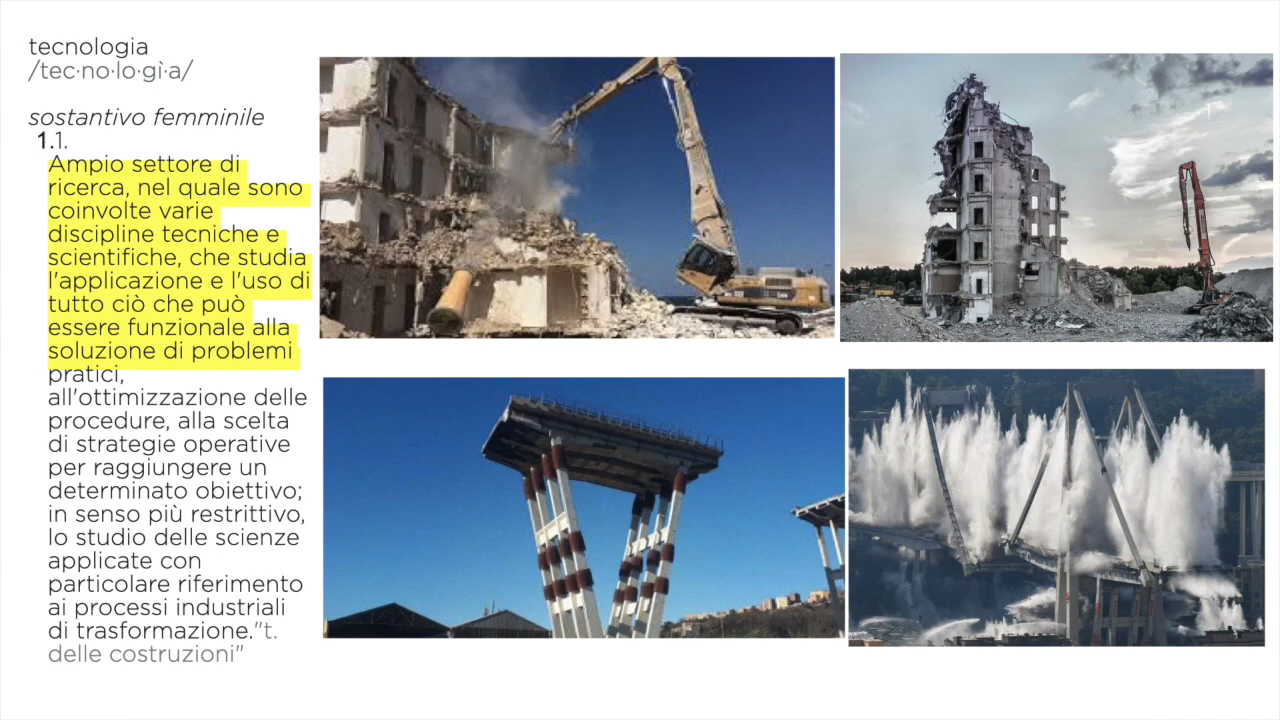 tecnologia
/tec·no·lo·gì·a/
sostantivo femminile
1.1.
Ampio settore di
ricerca, nel quale sono
coinvolte varie
discipline tecniche e
scientifiche, che studia
l'applicazione e l'uso di
tutto ciò che può
essere funzionale alla
soluzione di problemi
pratici,
all'ottimizzazione delle
procedure, alla scelta
di strategie operative
per raggiungere un
determinato obiettivo;
in senso più restrittivo,
lo studio delle scienze
applicate con
particolare riferimento
ai processi industriali
di trasformazione."t.
delle costruzioni"